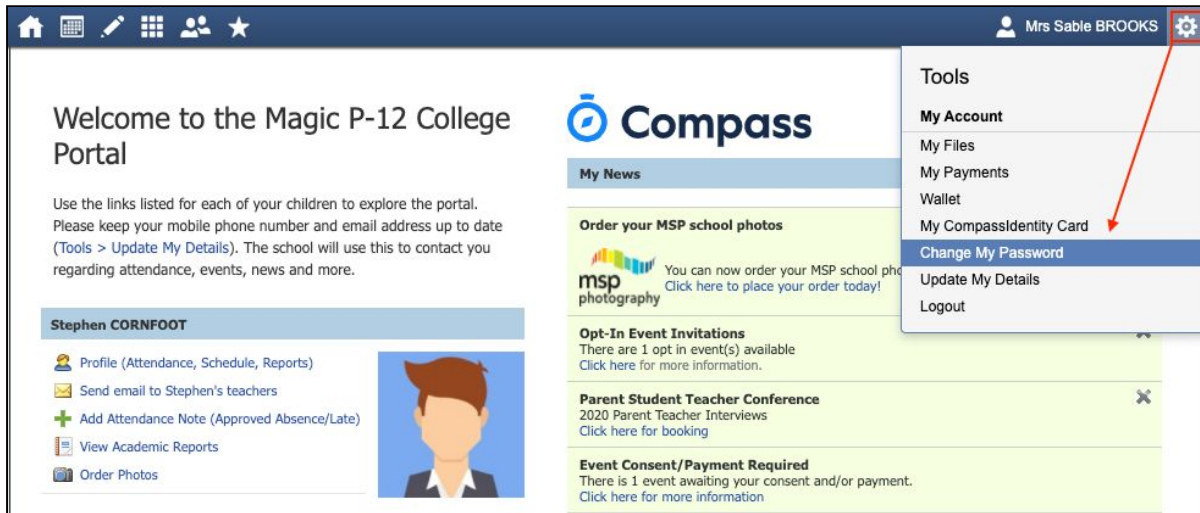 Mrs Sable BROOKS
Welcome to the Magic P-12 College
Portal
Use the links listed for each of your children to explore the portal.
Please keep your mobile phone number and email address up to date
(Tools > Update My Details). The school will use this to contact you
regarding attendance, events, news and more.
Stephen CORNFOOT
Profile (Attendance, Schedule, Reports)
Send email to Stephen's teachers
Add Attendance Note (Approved Absence/Late)
View Academic Reports
Order Photos
Compass
My News
Order your MSP school photos
msp
photography
You can now order your MSP school
Click here to place your order today!
Opt-In Event Invitations
There are 1 opt in event(s) available
Click here for more information.
Parent Student Teacher Conference
2020 Parent Teacher Interviews
Click here for booking
Event Consent/Payment Required
There is 1 event awaiting your consent and/or payment.
Click here for more information
Tools
My Account
My Files
My Payments
Wallet
My CompassIdentity Card
Change My Password
Update My Details
Logout